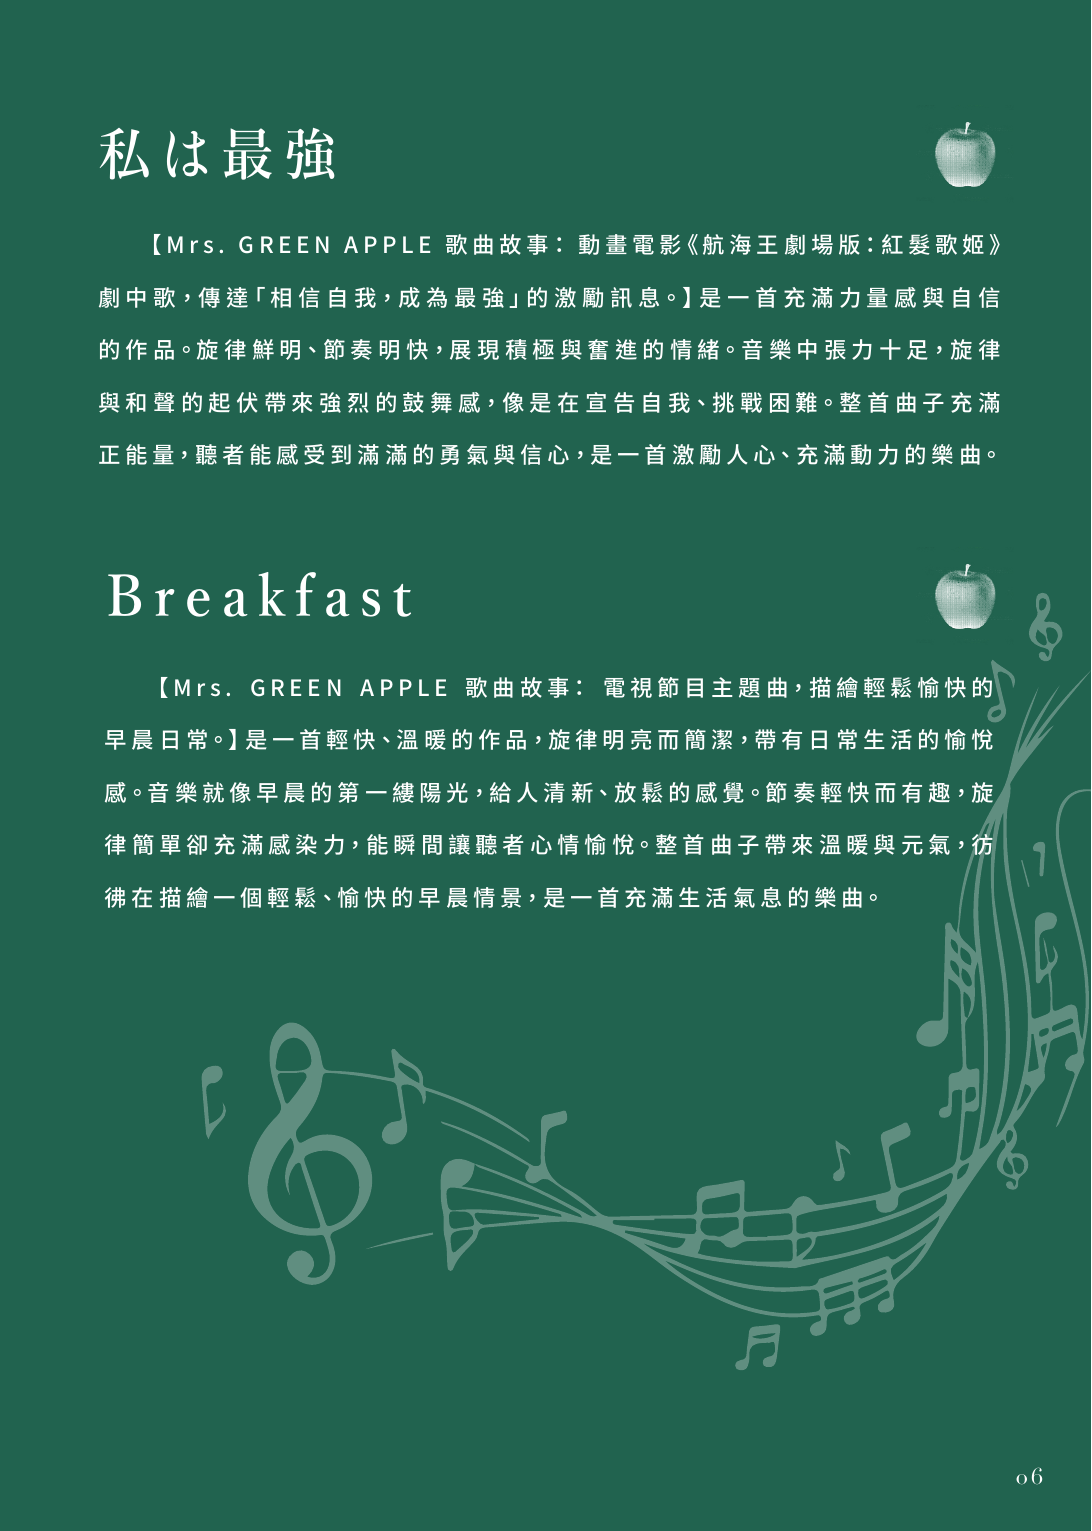 私は最強
【Mrs. GREEN APPLE 歌曲故事： 動畫電影《航海王劇場版：紅髮歌姬》
劇中歌，傳達「相信自我，成為最強」的激勵訊息。】是一首充滿力量感與自信
的作品。旋律鮮明、節奏明快，展現積極與奮進的情緒。音樂中張力十足，旋律
與和聲的起伏帶來強烈的鼓舞感，像是在宣告自我、挑戰困難。整首曲子充滿
正能量，聽者能感受到滿滿的勇氣與信心，是一首激勵人心、充滿動力的樂曲。
Breakfast
【Mrs. GREEN APPLE 歌曲故事： 電視節目主題曲，描繪輕鬆愉快的
早晨日常。】是一首輕快、溫暖的作品，旋律明亮而簡潔，帶有日常生活的愉悅
感。音樂就像早晨的第一縷陽光，給人清新、放鬆的感覺。節奏輕快而有趣，旋
律簡單卻充滿感染力，能瞬間讓聽者心情愉悅。整首曲子帶來溫暖與元氣，彷
彿在描繪一個輕鬆、愉快的早晨情景，是一首充滿生活氣息的樂曲。
06